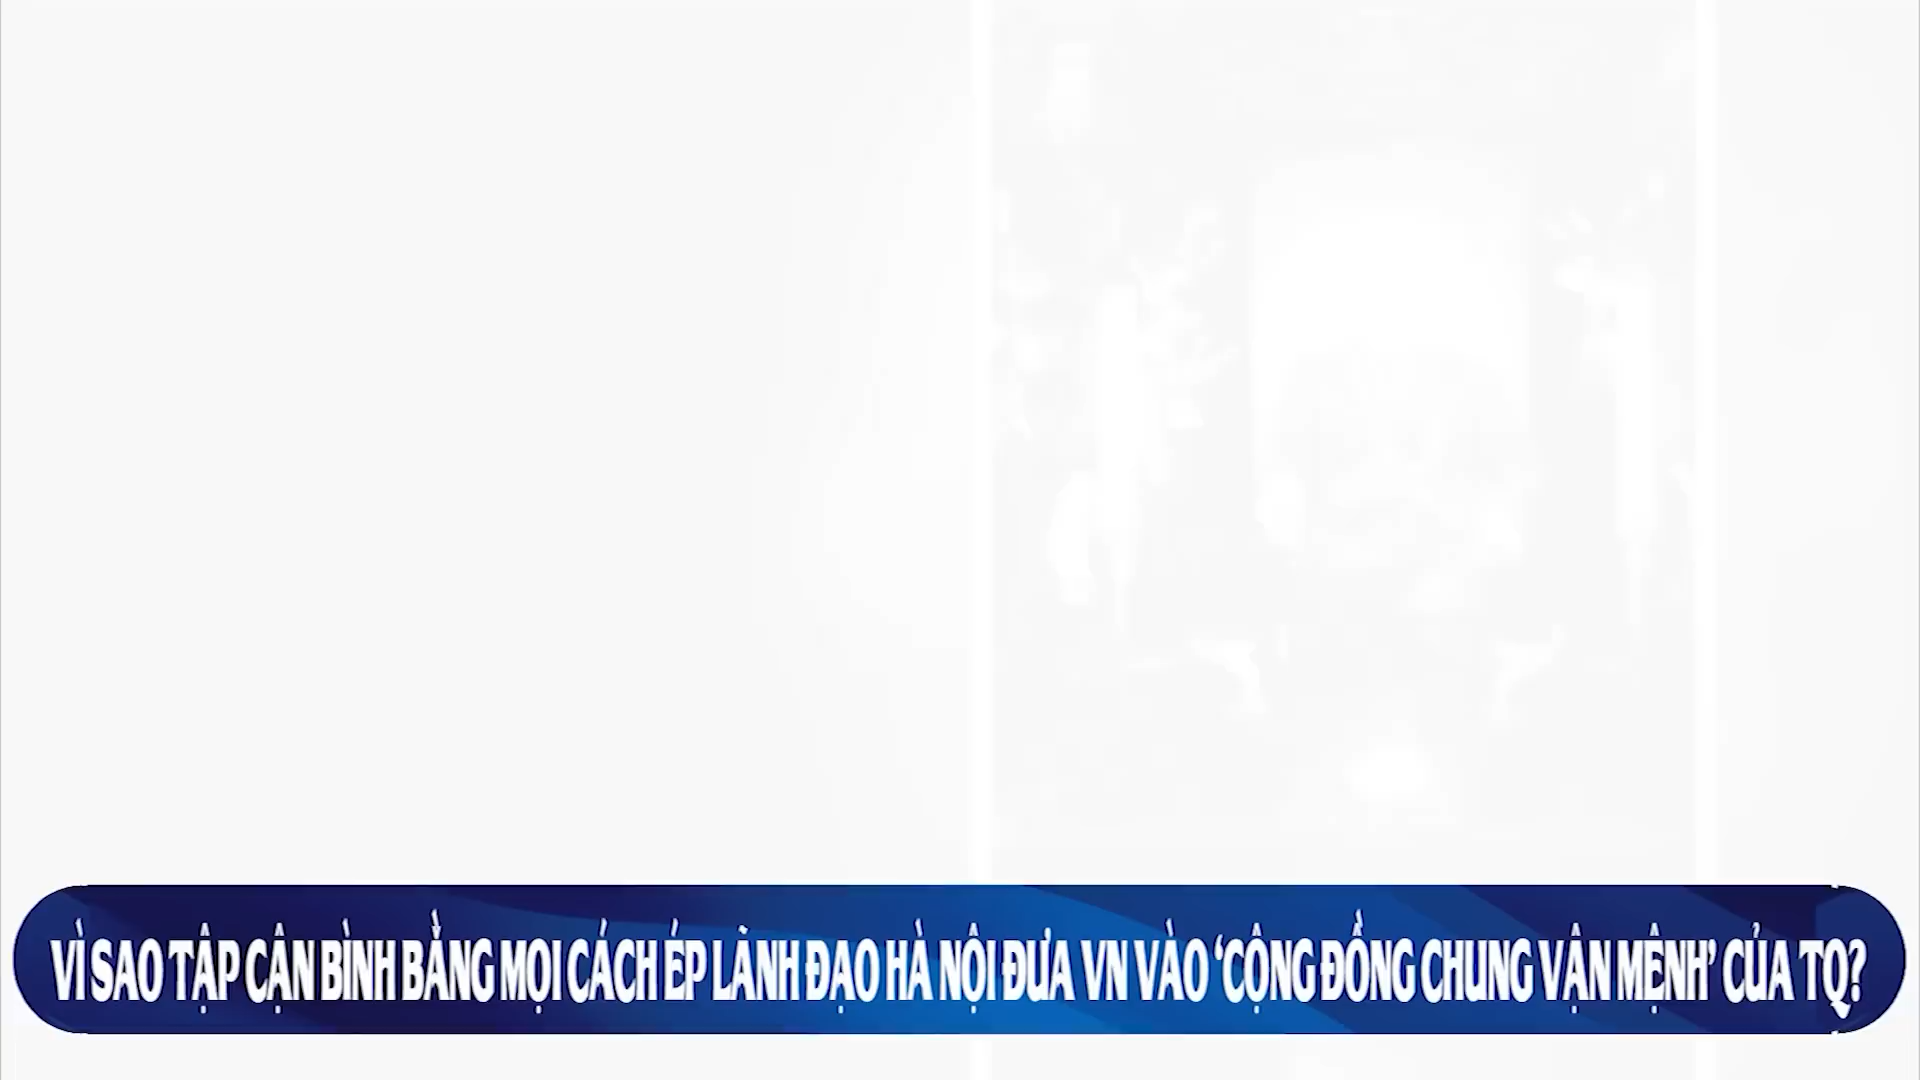 VÌ SAO TẬP CẬN BÌNH BẰNG MỌI CÁCH ÉP LÃNH ĐẠO HÀ NỘI ĐƯA VN VÀO ‘CỘNG ĐỒNG CHUNG VẬN MỆNH’ CỦA TQ?